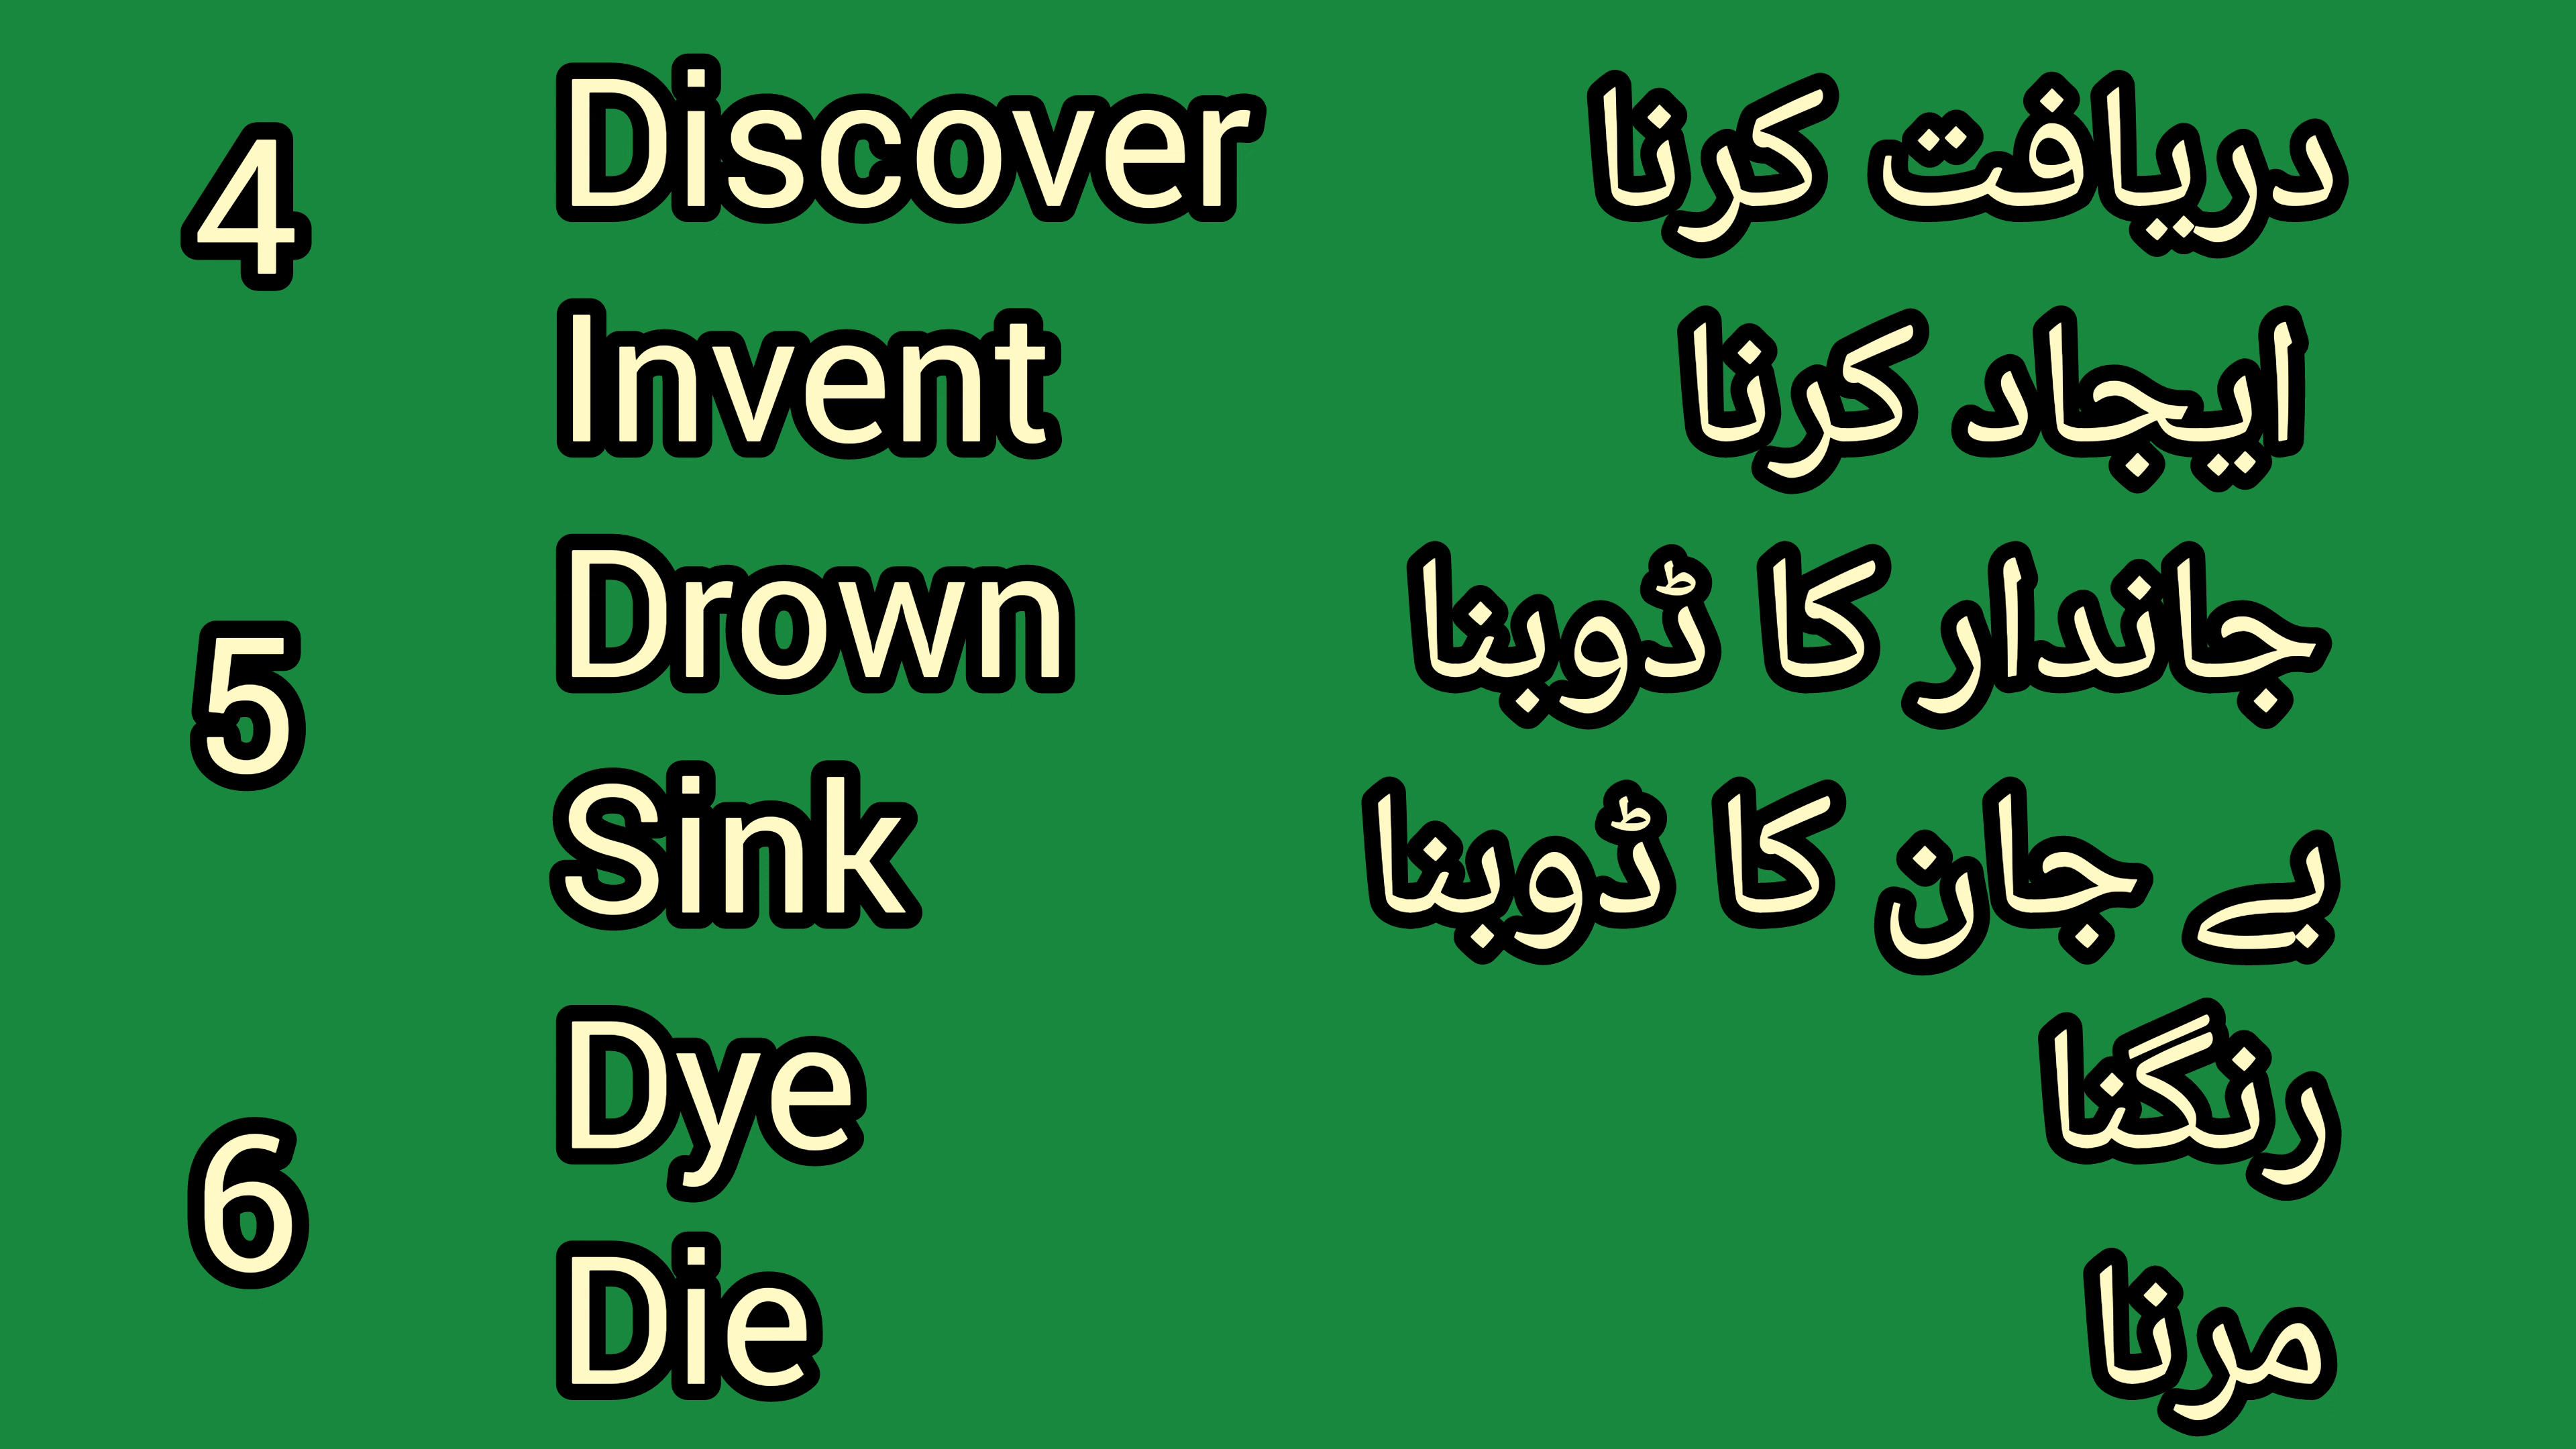 4 Discover دریافت کرنا
Invent ایجاد کرنا
5 Drown جاندار کا ڈوبنا
Sink بے جان کا ڈوبنا
6 Dye رنگنا
Die مرنا